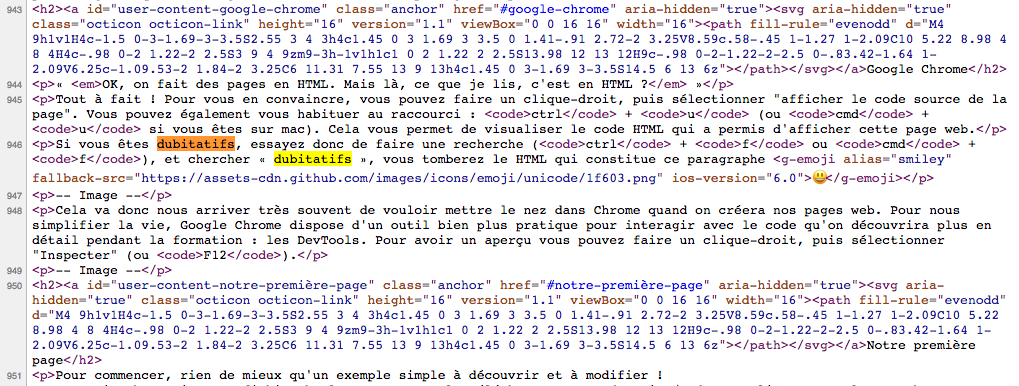 943 <h2><a id="user-content-google-chrome" class="anchor" href="#google-chrome" aria-hidden="true"><svg aria-hidden="true"
class="octicon octicon-link" height="16" version="1.1" viewBox="0 0 16 16" width="16"><path fill-rule="evenodd" d="M4
9h1v1H4c-1.5 0-3-1.69-3-3.5S2.55 3 4 3h4c1.45 0 3 1.69 3 3.5 0 1.41-.91 2.72-2 3.25V8.59c.58-.45 1-1.27 1-2.09C10 5.22 8.98 4
8 4H4c-.98 0-2 1.22-2 2.5S3 9 4 9zm9-3h-1v1h1c1 0 2 1.22 2 2.5S13.98 12 13 12H9c-.98 0-2-1.22-2-2.5 0-.83.42-1.64 1-
2.09V6.25c-1.09.53-2 1.84-2 3.25C6 11.31 7.55 13 9 13h4c1.45 0 3-1.69 3-3.5S14.5 6 13 6z"></path></svg></a>Google Chrome</h2>
944 <p>« <em>OK, on fait des pages en HTML. Mais là, ce que je lis, c'est en HTML ?</em> »</p>
945 <p>Tout à fait ! Pour vous en convaincre, vous pouvez faire un clique-droit, puis sélectionner "afficher le code source de la
page". Vous pouvez également vous habituer au raccourci : <code>ctrl</code> + <code>u</code> (ou <code>cmd</code> +
<code>u</code> si vous êtes sur mac). Cela vous permet de visualiser le code HTML qui a permis d'afficher cette page web.</p>
946 <p>Si vous êtes dubitatifs, essayez donc de faire une recherche (<code>ctrl</code> + <code>f</code> ou <code>cmd</code> +
<code>f</code>), et chercher « dubitatifs », vous tomberez le HTML qui constitue ce paragraphe <g-emoji alias="smiley"
fallback-src="https://assets-cdn.github.com/images/icons/emoji/unicode/1f603.png" ios-version="6.0">😃</g-emoji></p>
947 <p>-- Image --</p>
948 <p>Cela va donc nous arriver très souvent de vouloir mettre le nez dans Chrome quand on créera nos pages web. Pour nous
simplifier la vie, Google Chrome dispose d'un outil bien plus pratique pour interagir avec le code qu'on découvrira plus en
détail pendant la formation : les DevTools. Pour avoir un aperçu vous pouvez faire un clique-droit, puis sélectionner
"Inspecter" (ou <code>F12</code>).</p>
949 <p>-- Image --</p>
950 <h2><a id="user-content-notre-première-page" class="anchor" href="#notre-première-page" aria-hidden="true"><svg aria-
hidden="true" class="octicon octicon-link" height="16" version="1.1" viewBox="0 0 16 16" width="16"><path fill-rule="evenodd"
d="M4 9h1v1H4c-1.5 0-3-1.69-3-3.5S2.55 3 4 3h4c1.45 0 3 1.69 3 3.5 0 1.41-.91 2.72-2 3.25V8.59c.58-.45 1-1.27 1-2.09C10 5.22
8.98 4 8 4H4c-.98 0-2 1.22-2 2.5S3 9 4 9zm9-3h-1v1h1c1 0 2 1.22 2 2.5S13.98 12 13 12H9c-.98 0-2-1.22-2-2.5 0-.83.42-1.64 1-
2.09V6.25c-1.09.53-2 1.84-2 3.25C6 11.31 7.55 13 9 13h4c1.45 0 3-1.69 3-3.5S14.5 6 13 6z"></path></svg></a>Notre première
page</h2>
951 <p>Pour commencer, rien de mieux qu'un exemple simple à découvrir et à modifier !